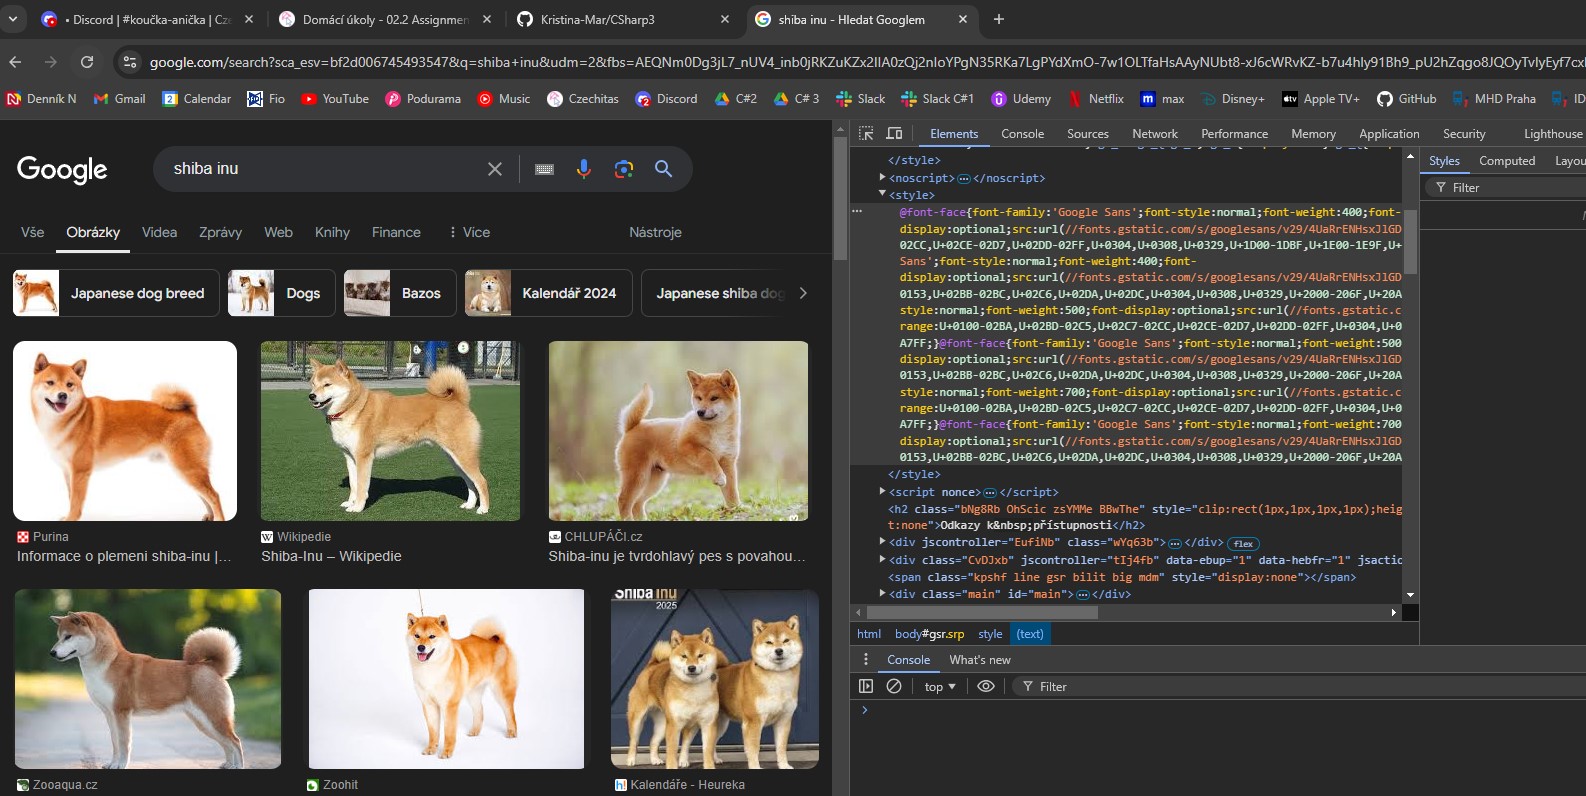 • Discord | #koučka-anička | Cze
Domácí úkoly - 02.2 Assignmen
Kristina-Mar/CSharp3
shiba inu - Hledat Googlem
google.com/search?sca_esv=bf2d006745493547&q=shiba+inu&udm=2&fbs=
Denník N
Gmail
Calendar
Fio
YouTube
Podurama
Music
Czechitas
Discord
C#2
C# 3
Slack
Slack C#1
Udemy
Netflix
max
Disney+
Apple TV+
GitHub
MHD Praha
Google
shiba inu
Vše
Obrázky
Videa
Zprávy
Web
Knihy
Finance
Více
Nástroje
Japanese dog breed
Dogs
Bazos
Kalendář 2024
Japanese shiba dog
Purina
Informace o plemeni shiba-inu |...
Wikipedie
Shiba-Inu – Wikipedie
CHLUPÁČI.cz
Shiba-inu je tvrdohlavý pes s povahou...
Shiba Inu
2025
Zooaqua.cz
Zoohit
Kalendáře - Heureka
Elements
Console
Sources
Network
Performance
Memory
Application
Security
Lighthouse
</style>
<noscript>
</noscript>
<style>
@font-face{font-family:'Google Sans';font-style:normal;font-weight:400;font-
display:optional;src:url(//fonts.gstatic.com/s/googlesans/v29/4UaRrENHsxJlGD
02CC,U+02CE-02D7,U+02DD-02FF,U+0304,U+0308,U+0329,U+1D00-1DBF,U+1E00-1E9F,U+
Sans';font-style:normal;font-weight:400;font-
display:optional;src:url(//fonts.gstatic.com/s/googlesans/v29/4UaRrENHsxJlGD
0153,U+02BB-02BC,U+02C6,U+02DA,U+02DC,U+0304,U+0308,U+0329,U+2000-206F,U+20A
style:normal;font-weight:500;font-display:optional;src:url(//fonts.gstatic.c
range:U+0100-02BA,U+02BD-02C5,U+02C7-02CC,U+02CE-02D7,U+02DD-02FF,U+0304,U+0
A7FF;}@font-face{font-family:'Google Sans';font-style:normal;font-weight:500
display:optional;src:url(//fonts.gstatic.com/s/googlesans/v29/4UaRrENHsxJlGD
0153,U+02BB-02BC,U+02C6,U+02DA,U+02DC,U+0304,U+0308,U+0329,U+2000-206F,U+20A
style:normal;font-weight:700;font-display:optional;src:url(//fonts.gstatic.c
range:U+0100-02BA,U+02BD-02C5,U+02C7-02CC,U+02CE-02D7,U+02DD-02FF,U+0304,U+0
A7FF;}@font-face{font-family:'Google Sans';font-style:normal;font-weight:700
display:optional;src:url(//fonts.gstatic.com/s/googlesans/v29/4UaRrENHsxJlGD
0153,U+02BB-02BC,U+02C6,U+02DA,U+02DC,U+0304,U+0308,U+0329,U+2000-206F,U+20A
</style>
<script nonce>
</script>
<h2 class="bNg8Rb OhScic zsYMMe BBwThe" style="clip:rect(1px,1px,1px,1px);heig
t:none">Odkazy k&nbsp;přístupnosti</h2>
<div jscontroller="EufiNb" class="wYq63b">
</div>
flex
<div class="CvDJxb" jscontroller="tIj4fb" data-ebup="1" data-hebfr="1" jsactio
<span class="kpshf line gsr bilit big mdm" style="display:none"></span>
<div class="main" id="main">
</div>
html
body#gsr.srp
style
(text)
Styles
Computed
Layou
Filter
Console
What's new
top
Filter